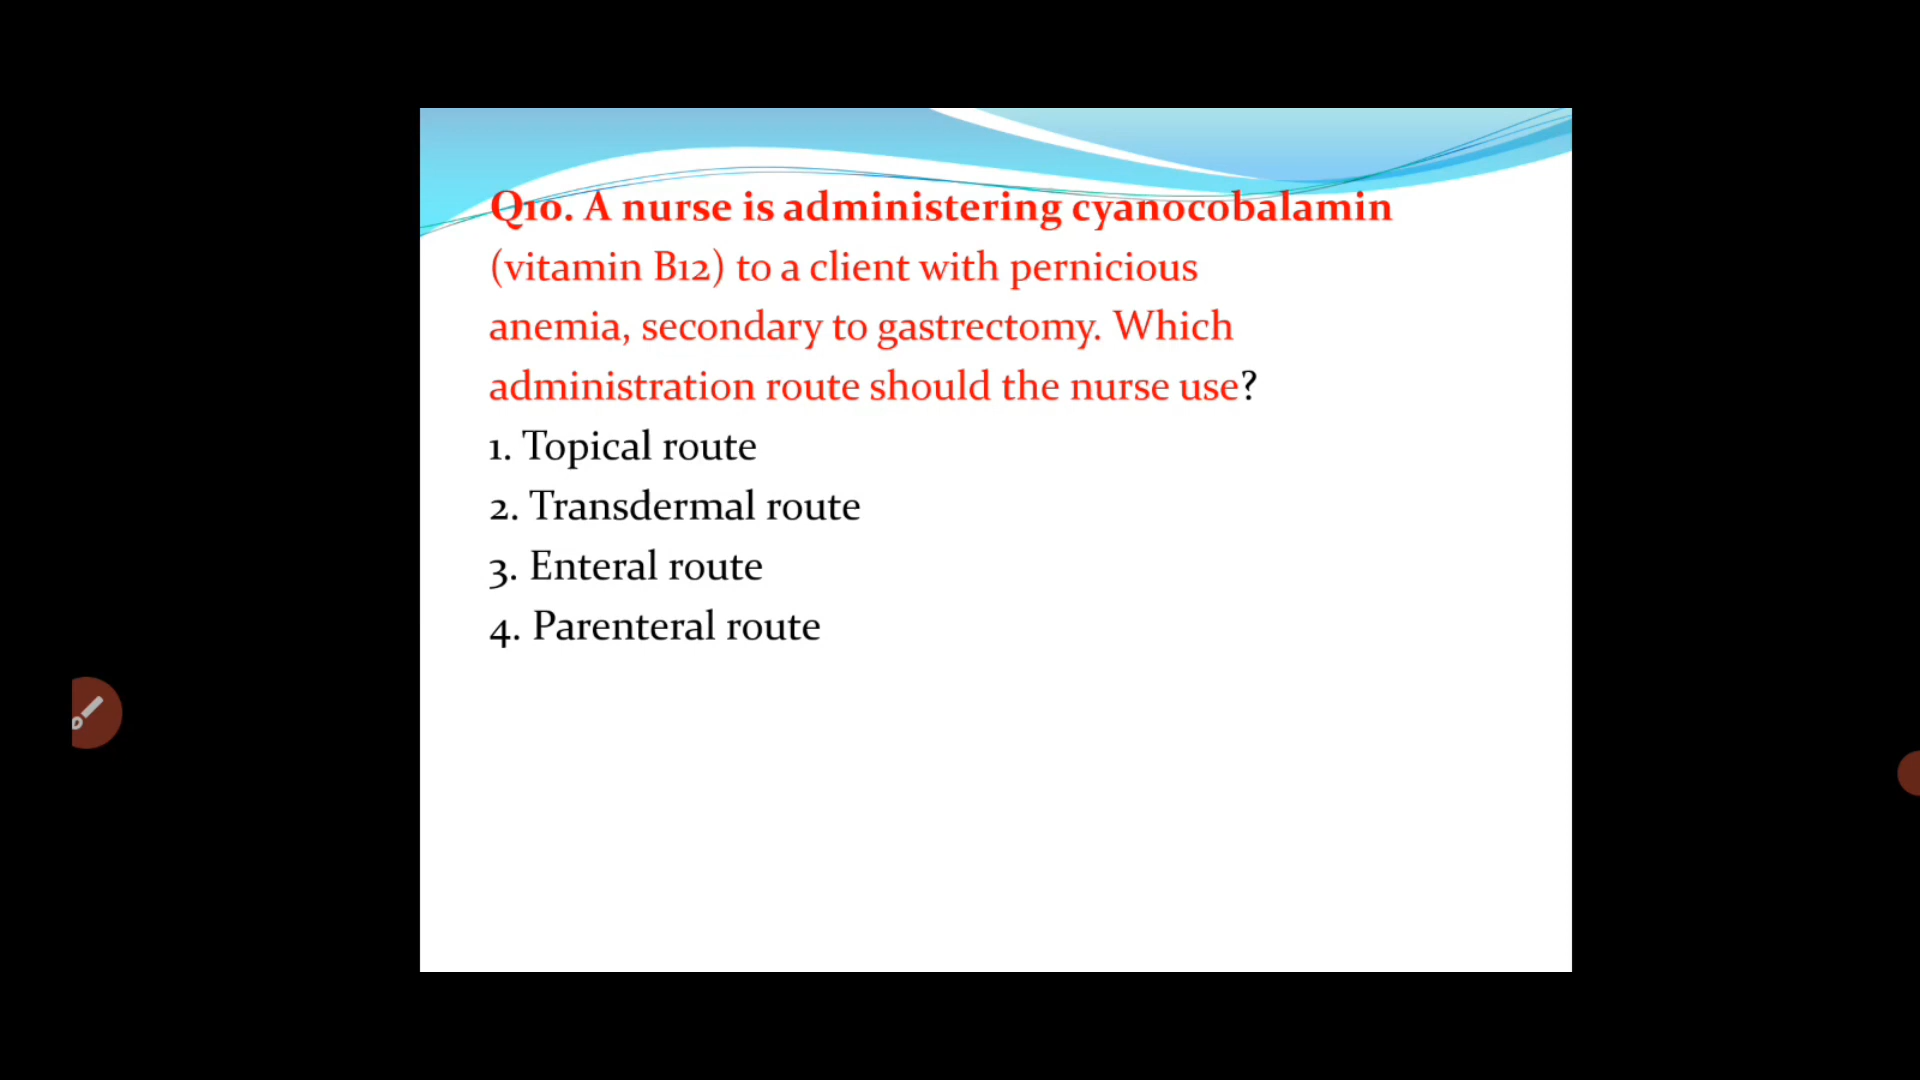 Q10. A nurse is administering cyanocobalamin
(vitamin B12) to a client with pernicious
anemia, secondary to gastrectomy. Which
administration route should the nurse use?
1. Topical route
2. Transdermal route
3. Enteral route
4. Parenteral route